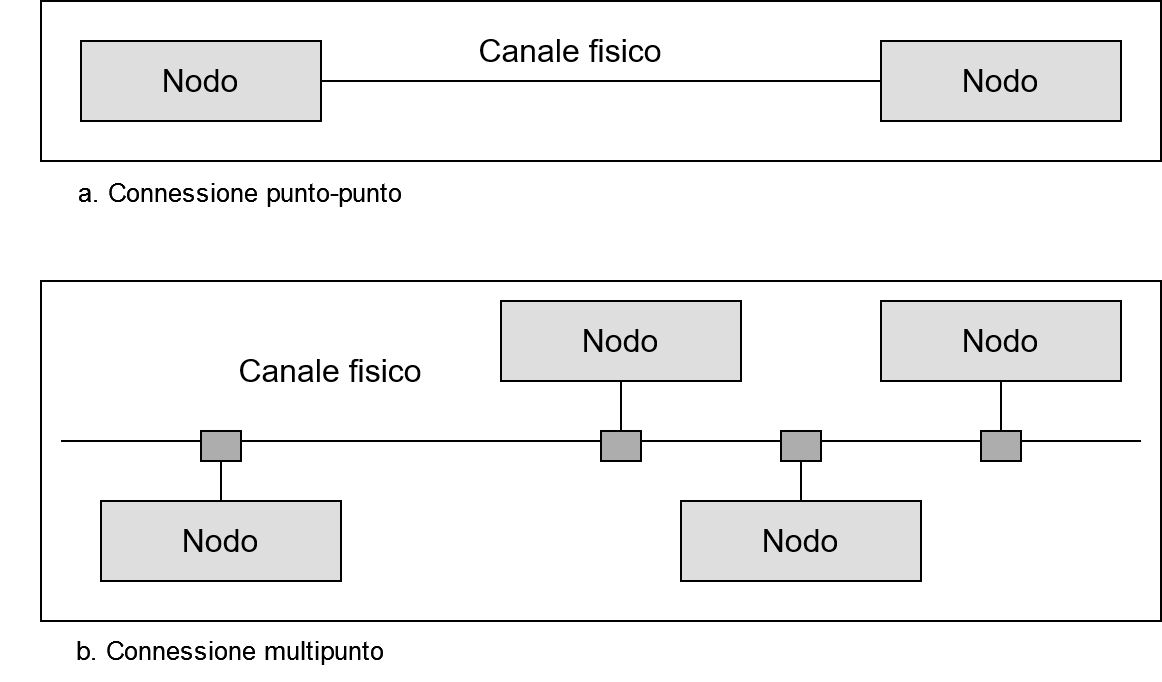 Canale fisico
Nodo
Nodo
a. Connessione punto-punto
Nodo
Nodo
Canale fisico
Nodo
Nodo
b. Connessione multipunto